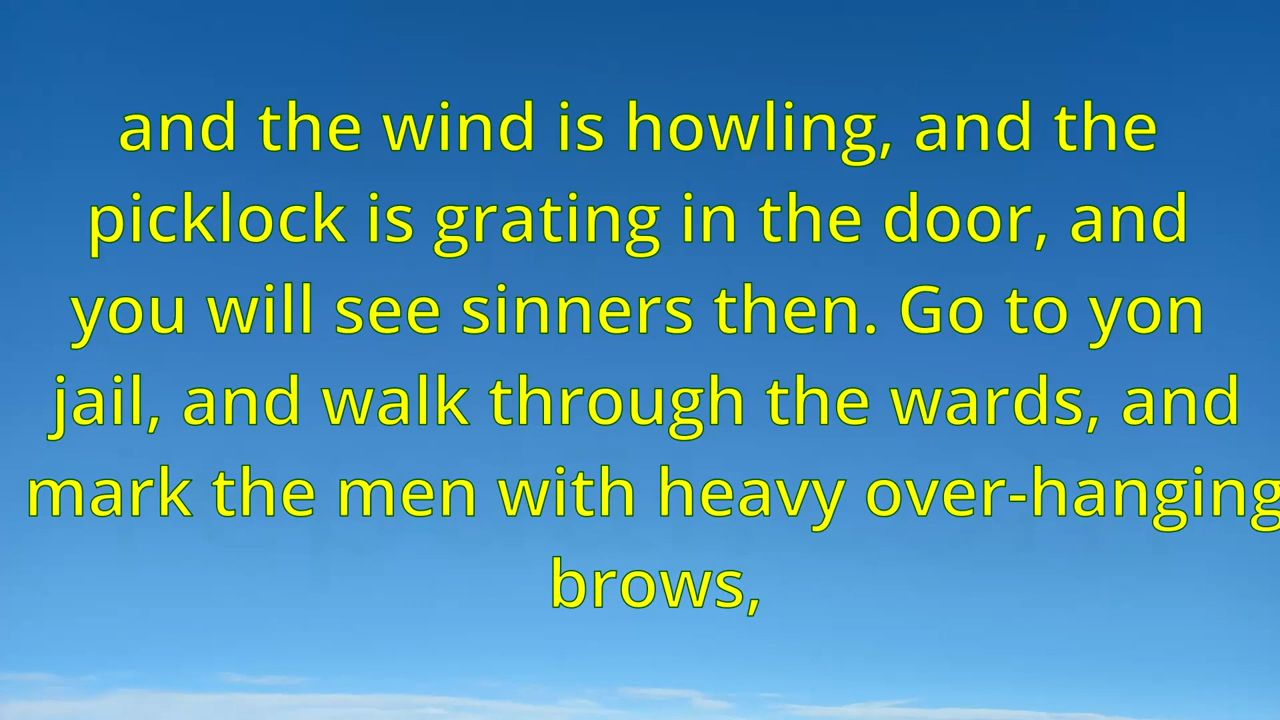 and the wind is howling, and the
picklock is grating in the door, and
you will see sinners then. Go to yon
jail, and walk through the wards, and
mark the men with heavy over-hanging
brows,